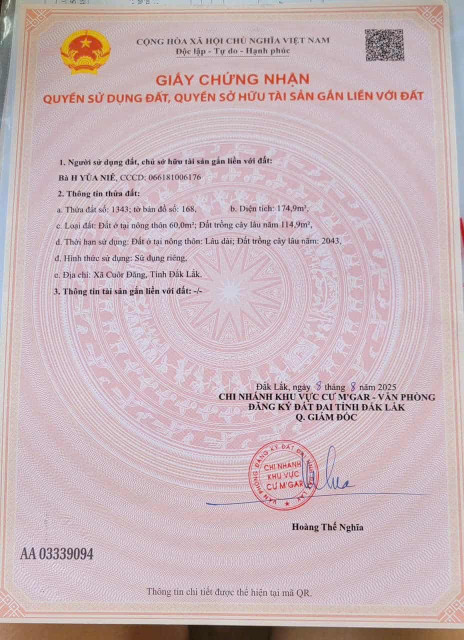 CỘNG HÒA XÃ HỘI CHỦ NGHĨA VIỆT NAM
Độc lập - Tự do - Hạnh phúc
GIẤY CHỨNG NHẬN
QUYỀN SỬ DỤNG ĐẤT, QUYỀN SỞ HỮU TÀI SẢN GẮN LIỀN VỚI ĐẤT
1. Người sử dụng đất, chủ sở hữu tài sản gắn liền với đất:
Bà H YŨA NIÊ, CCCD: 066181006176
2. Thông tin thửa đất:
a. Thửa đất số: 1343; tờ bản đồ số: 168, b. Diện tích: 174,9m²,
c. Loại đất: Đất ở tại nông thôn 60,0m²; Đất trồng cây lâu năm 114,9m²,
d. Thời hạn sử dụng: Đất ở tại nông thôn: Lâu dài; Đất trồng cây lâu năm: 2043,
đ. Hình thức sử dụng: Sử dụng riêng,
e. Địa chỉ: Xã Cuôr Đăng, Tỉnh Đắk Lắk.
3. Thông tin tài sản gắn liền với đất: -/-
Đắk Lắk, ngày 8 tháng 8 năm 2025
CHI NHÁNH KHU VỰC CƯ M'GAR - VĂN PHÒNG
ĐĂNG KÝ ĐẤT ĐAI TỈNH ĐẮK LẮK
Q. GIÁM ĐỐC
CHI NHÁNH
KHU VỰC
CƯ M'GAR
Hoàng Thế Nghĩa
AA 03339094
Thông tin chi tiết được thể hiện tại mã QR.